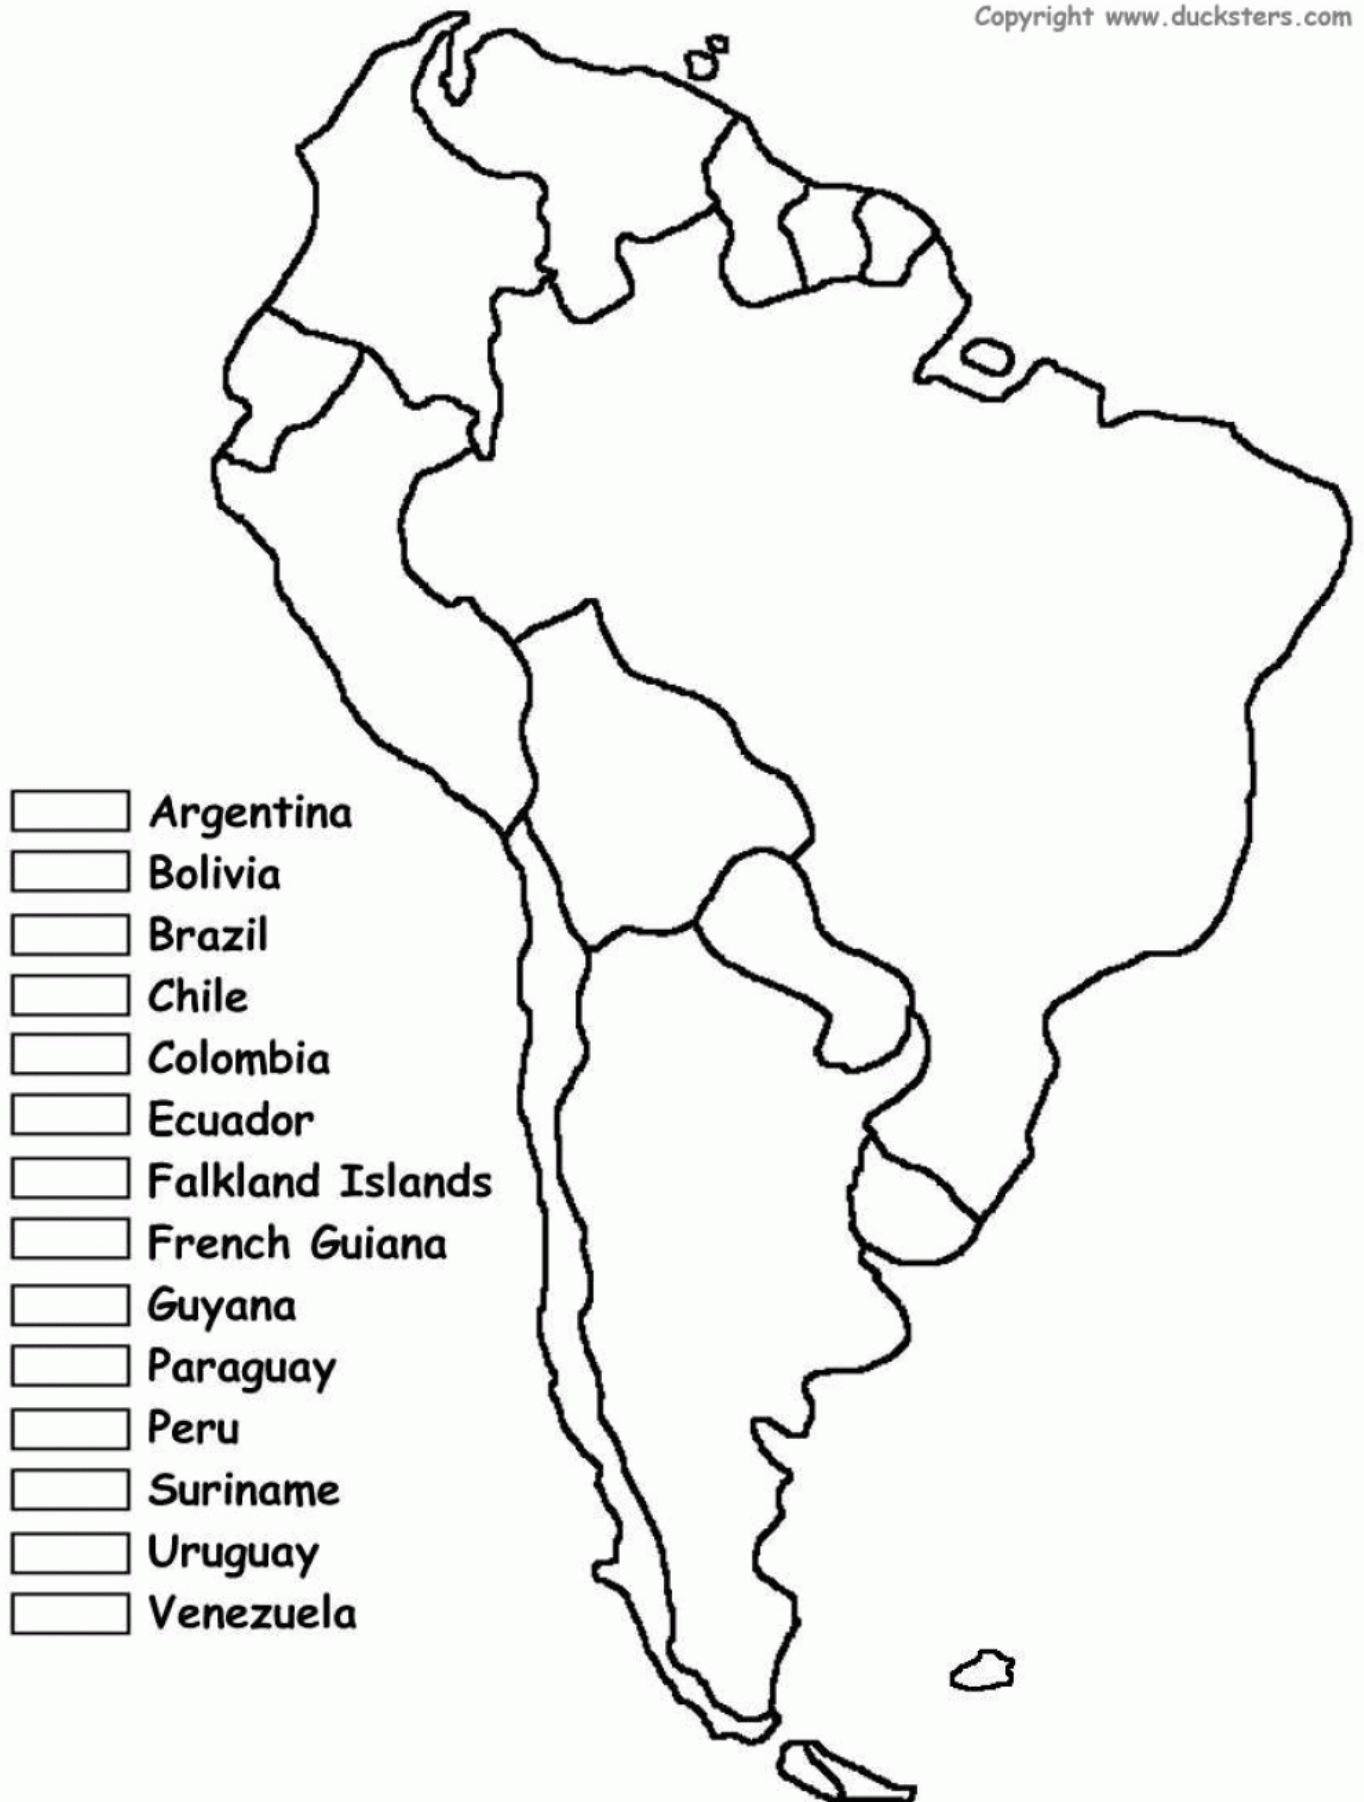 Copyright www.ducksters.com
Argentina
Bolivia
Brazil
Chile
Colombia
Ecuador
Falkland Islands
French Guiana
Guyana
Paraguay
Peru
Suriname
Uruguay
Venezuela